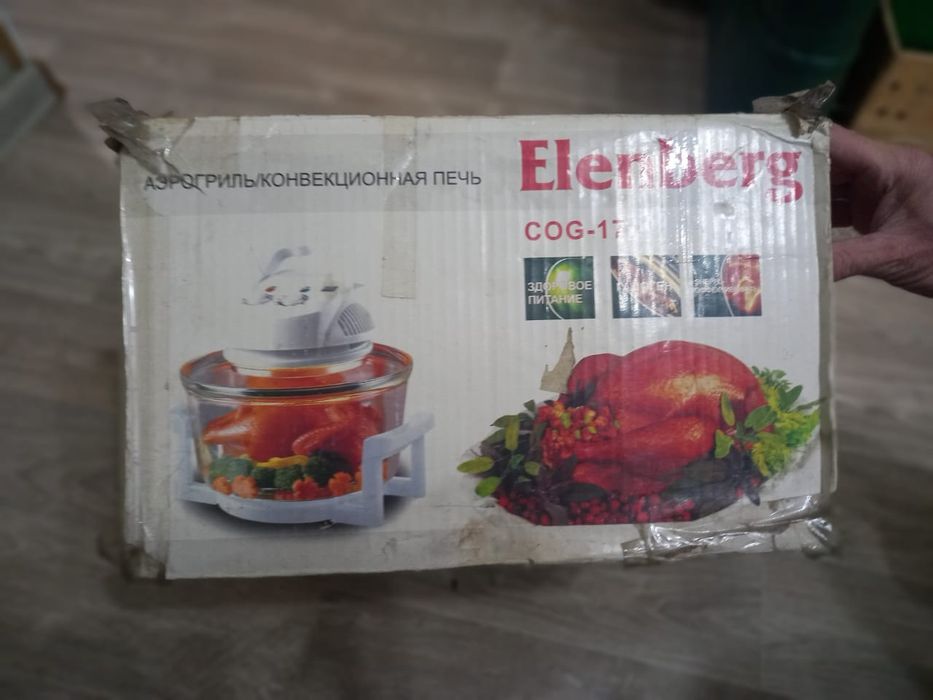 АЭРОГРИЛЬ/КОНВЕКЦИОННАЯ ПЕЧЬ
Elenberg
COG-17
ЗДОРОВОЕ
ПИТАНИЕ